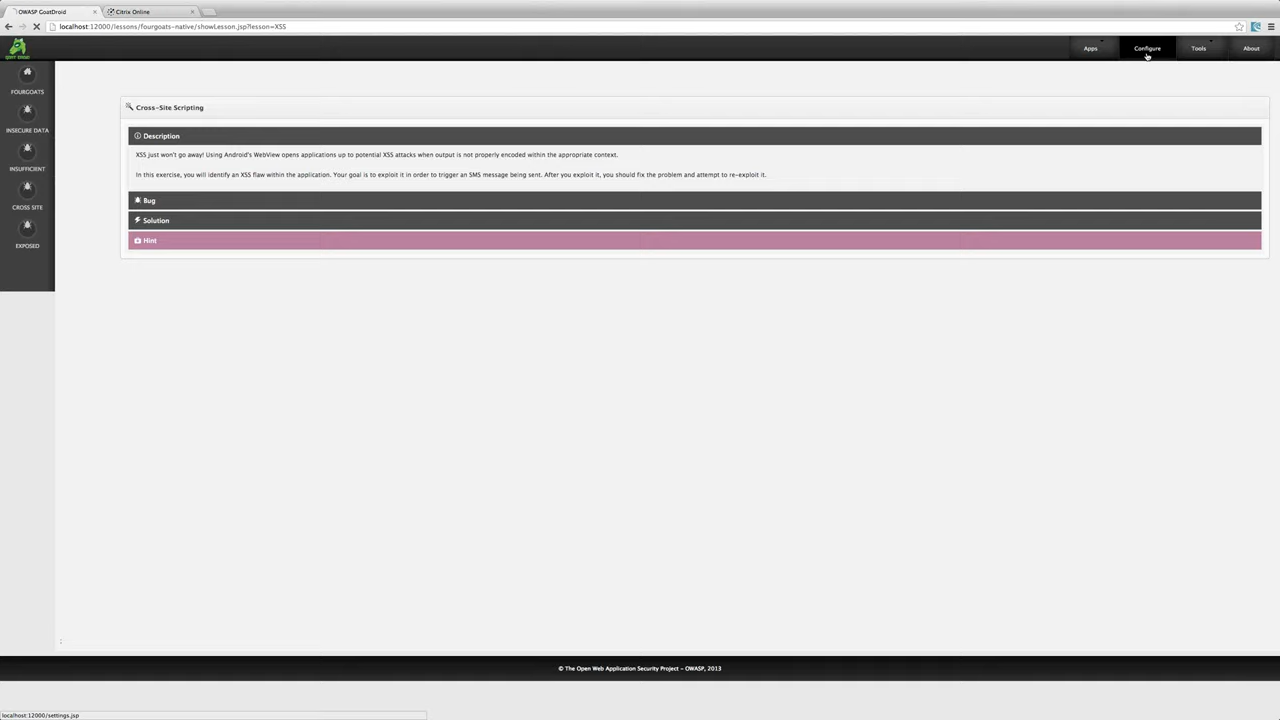 OWASP GoatDroid
Citrix Online
localhost:12000/lessons/fourgoats-native/showLesson.jsp?lesson=XSS
Apps
Configure
Tools
About
FOURGOATS
INSECURE DATA
INSUFFICIENT
CROSS SITE
EXPOSED
Cross-Site Scripting
Description
XSS just won't go away! Using Android's WebView opens applications up to potential XSS attacks when output is not properly encoded within the appropriate context.
In this exercise, you will identify an XSS flaw within the application. Your goal is to exploit it in order to trigger an SMS message being sent. After you exploit it, you should fix the problem and attempt to re-exploit it.
Bug
Solution
Hint
:
© The Open Web Application Security Project - OWASP, 2013
localhost:12000/settings.jsp